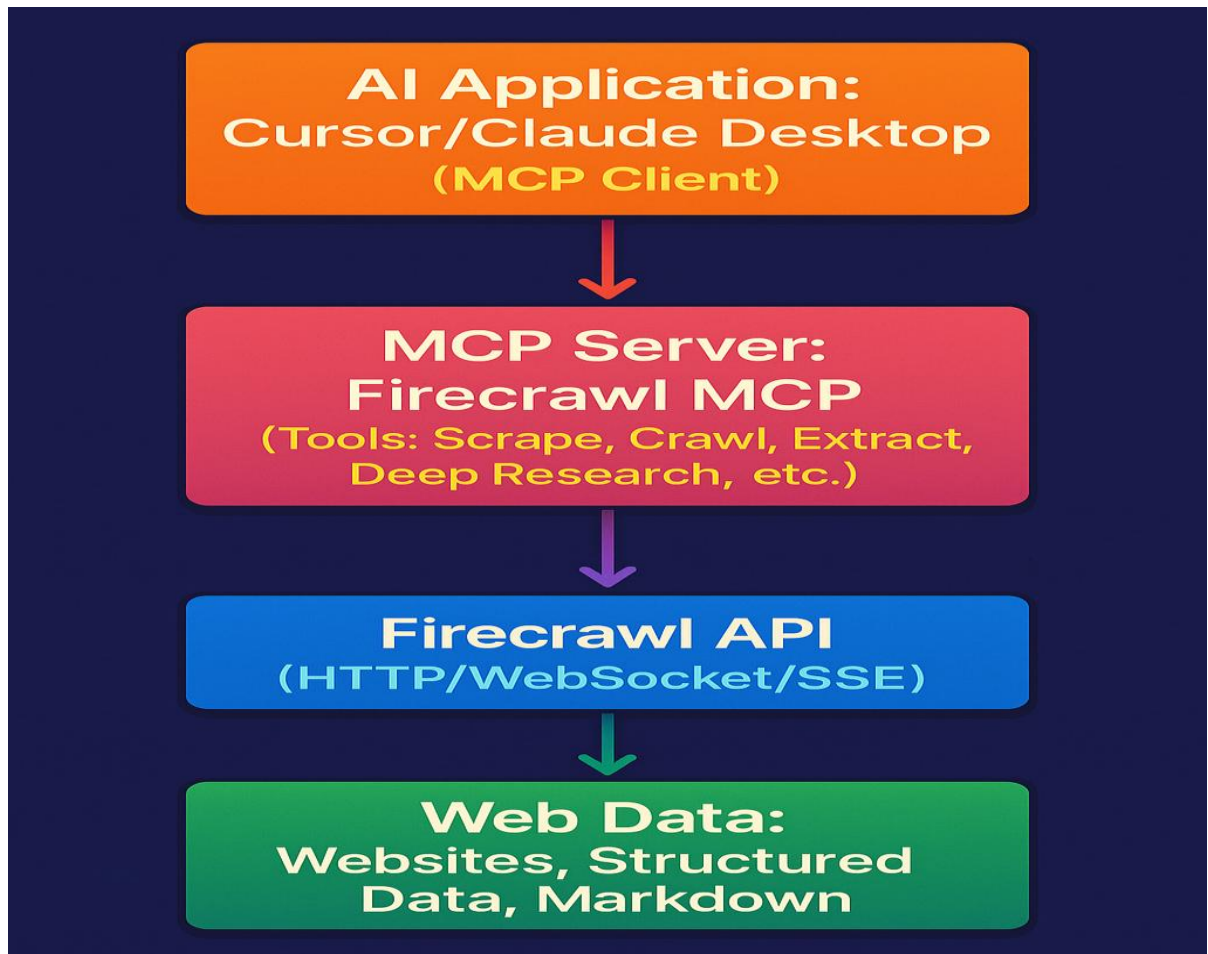 AI Application:
Cursor/Claude Desktop
(MCP Client)
MCP Server:
Firecrawl MCP
(Tools: Scrape, Crawl, Extract,
Deep Research, etc.)
Firecrawl API
(HTTP/WebSocket/SSE)
Web Data:
Websites, Structured
Data, Markdown